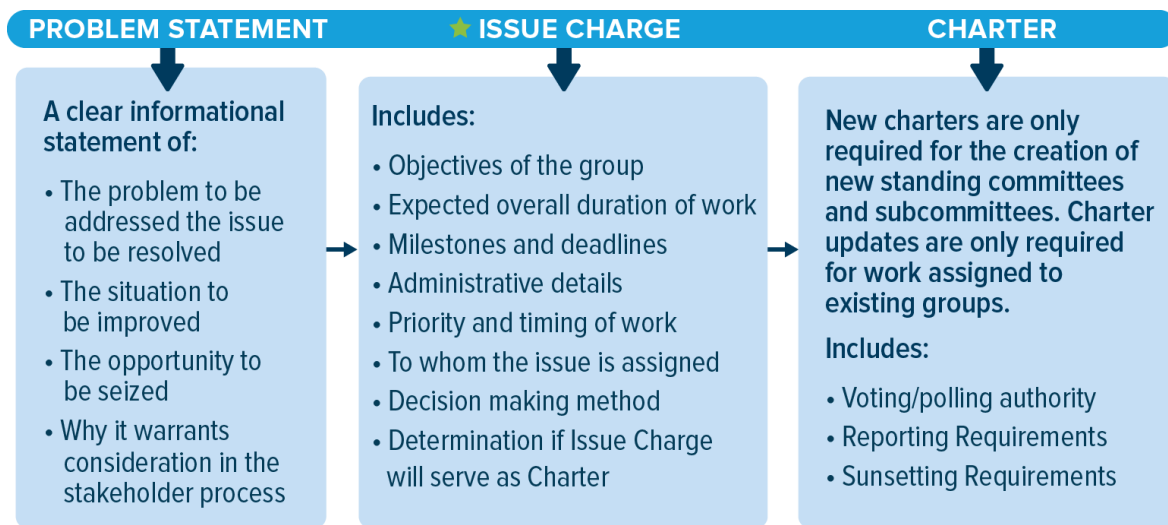 PROBLEM STATEMENT
A clear informational
statement of:
• The problem to be
addressed the issue
to be resolved
• The situation to
be improved
• The opportunity to
be seized
• Why it warrants
consideration in the
stakeholder process
ISSUE CHARGE
Includes:
• Objectives of the group
• Expected overall duration of work
• Milestones and deadlines
• Administrative details
• Priority and timing of work
• To whom the issue is assigned
• Decision making method
• Determination if Issue Charge
will serve as Charter
CHARTER
New charters are only
required for the creation of
new standing committees
and subcommittees. Charter
updates are only required
for work assigned to
existing groups.
Includes:
• Voting/polling authority
• Reporting Requirements
• Sunsetting Requirements